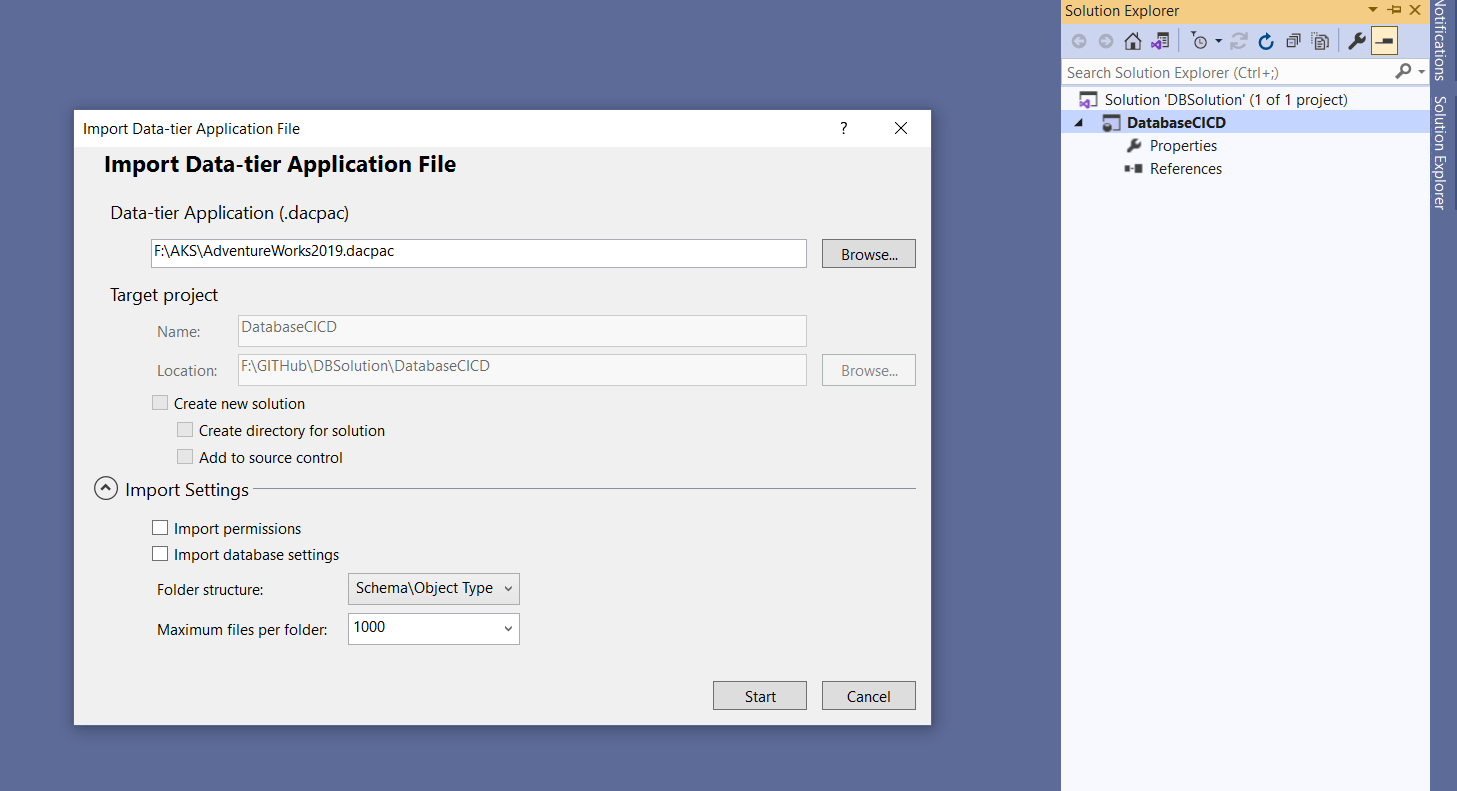 Solution Explorer
Search Solution Explorer (Ctrl+;)
Solution 'DBSolution' (1 of 1 project)
DatabaseCICD
Properties
References
Notifications
Solution Explorer
Import Data-tier Application File
?
Import Data-tier Application File
Data-tier Application (.dacpac)
F:\AKS\AdventureWorks2019.dacpac
Browse...
Target project
Name:
DatabaseCICD
Location:
F:\GITHub\DBSolution\DatabaseCICD
Browse...
Create new solution
Create directory for solution
Add to source control
Import Settings
Import permissions
Import database settings
Folder structure:
Schema\Object Type
Maximum files per folder:
1000
Start
Cancel